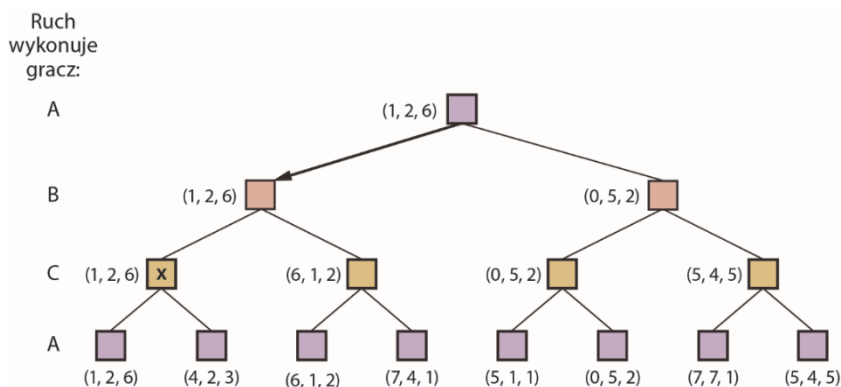 Ruch
wykonuje
gracz:
A (1, 2, 6)
B (1, 2, 6) (0, 5, 2)
C (1, 2, 6) x (6, 1, 2) (0, 5, 2) (5, 4, 5)
A
(1, 2, 6) (4, 2, 3) (6, 1, 2) (7, 4, 1) (5, 1, 1) (0, 5, 2) (7, 7, 1) (5, 4, 5)